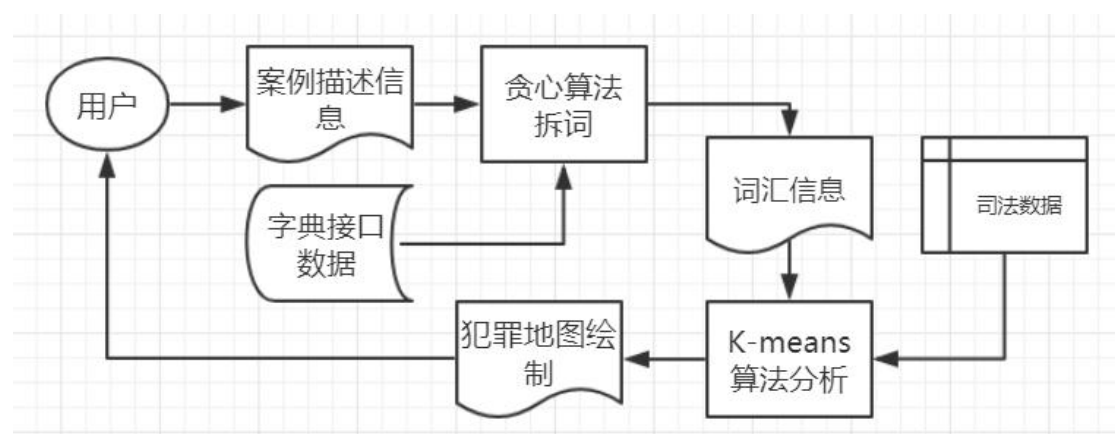 用户
案例描述信
息
贪心算法
拆词
词汇信息
司法数据
字典接口
数据
犯罪地图绘
制
K-means
算法分析